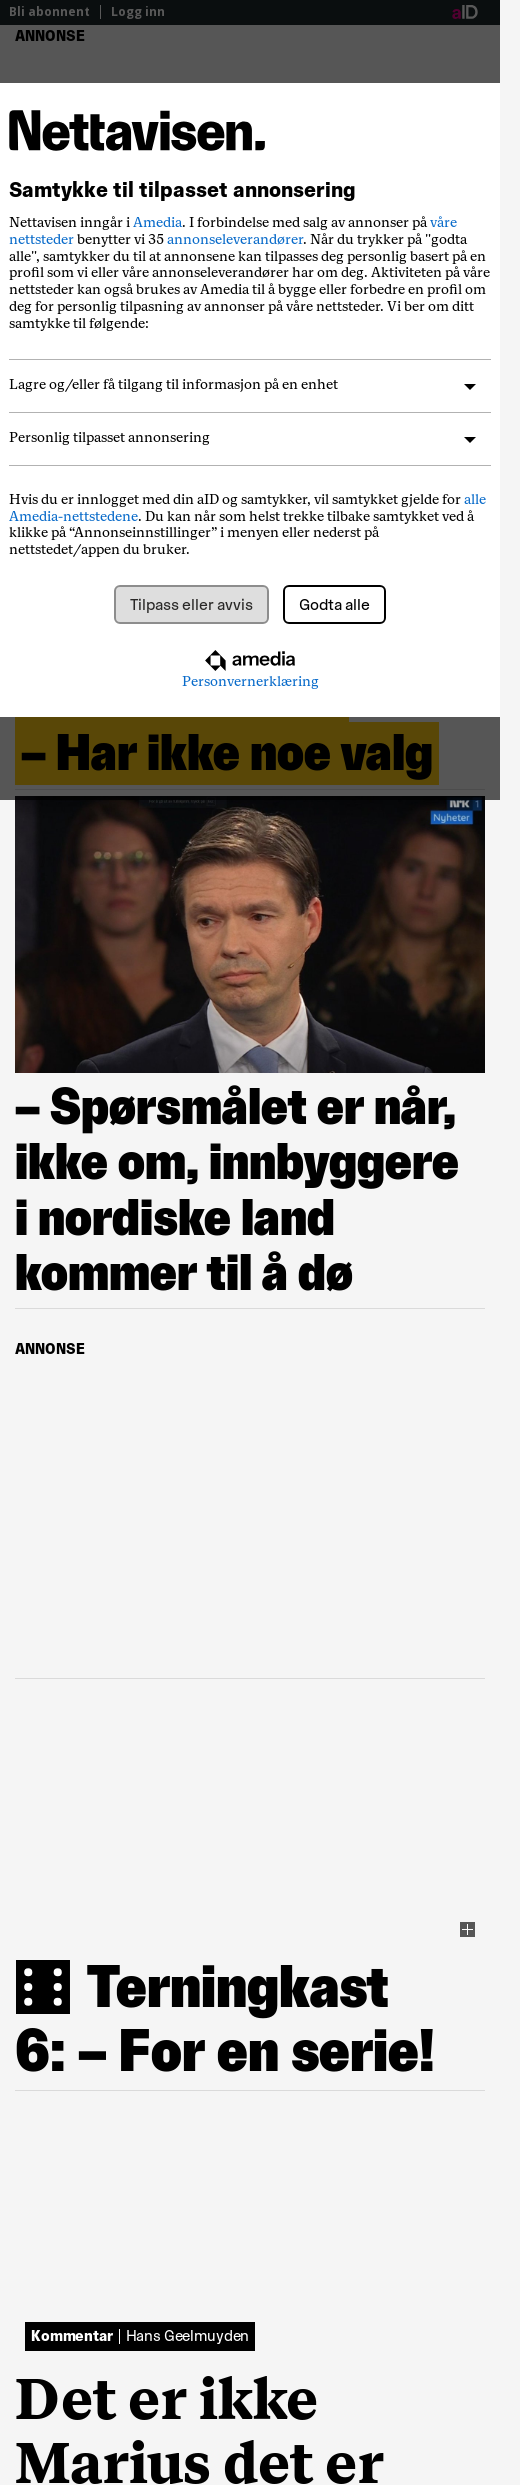 Bli abonnent | Logg inn
aID
ANNONSE
Nettavisen.
Samtykke til tilpasset annonsering
Nettavisen inngår i Amedia. I forbindelse med salg av annonser på våre
nettsteder benytter vi 35 annonseleverandører. Når du trykker på "godta
alle", samtykker du til at annonsene kan tilpasses deg personlig basert på en
profil som vi eller våre annonseleverandører har om deg. Aktiviteten på våre
nettsteder kan også brukes av Amedia til å bygge eller forbedre en profil om
deg for personlig tilpasning av annonser på våre nettsteder. Vi ber om ditt
samtykke til følgende:
Lagre og/eller få tilgang til informasjon på en enhet
Personlig tilpasset annonsering
Hvis du er innlogget med din aID og samtykker, vil samtykket gjelde for alle
Amedia-nettstedene. Du kan når som helst trekke tilbake samtykket ved å
klikke på “Annonseinnstillinger” i menyen eller nederst på
nettstedet/appen du bruker.
Tilpass eller avvis
Godta alle
amedia
Personvernerklæring
– Har ikke noe valg
NRK 1
Nyheter
– Spørsmålet er når,
ikke om, innbyggere
i nordiske land
kommer til å dø
ANNONSE
Terningkast
6: – For en serie!
Kommentar | Hans Geelmuyden
Det er ikke
Marius det er